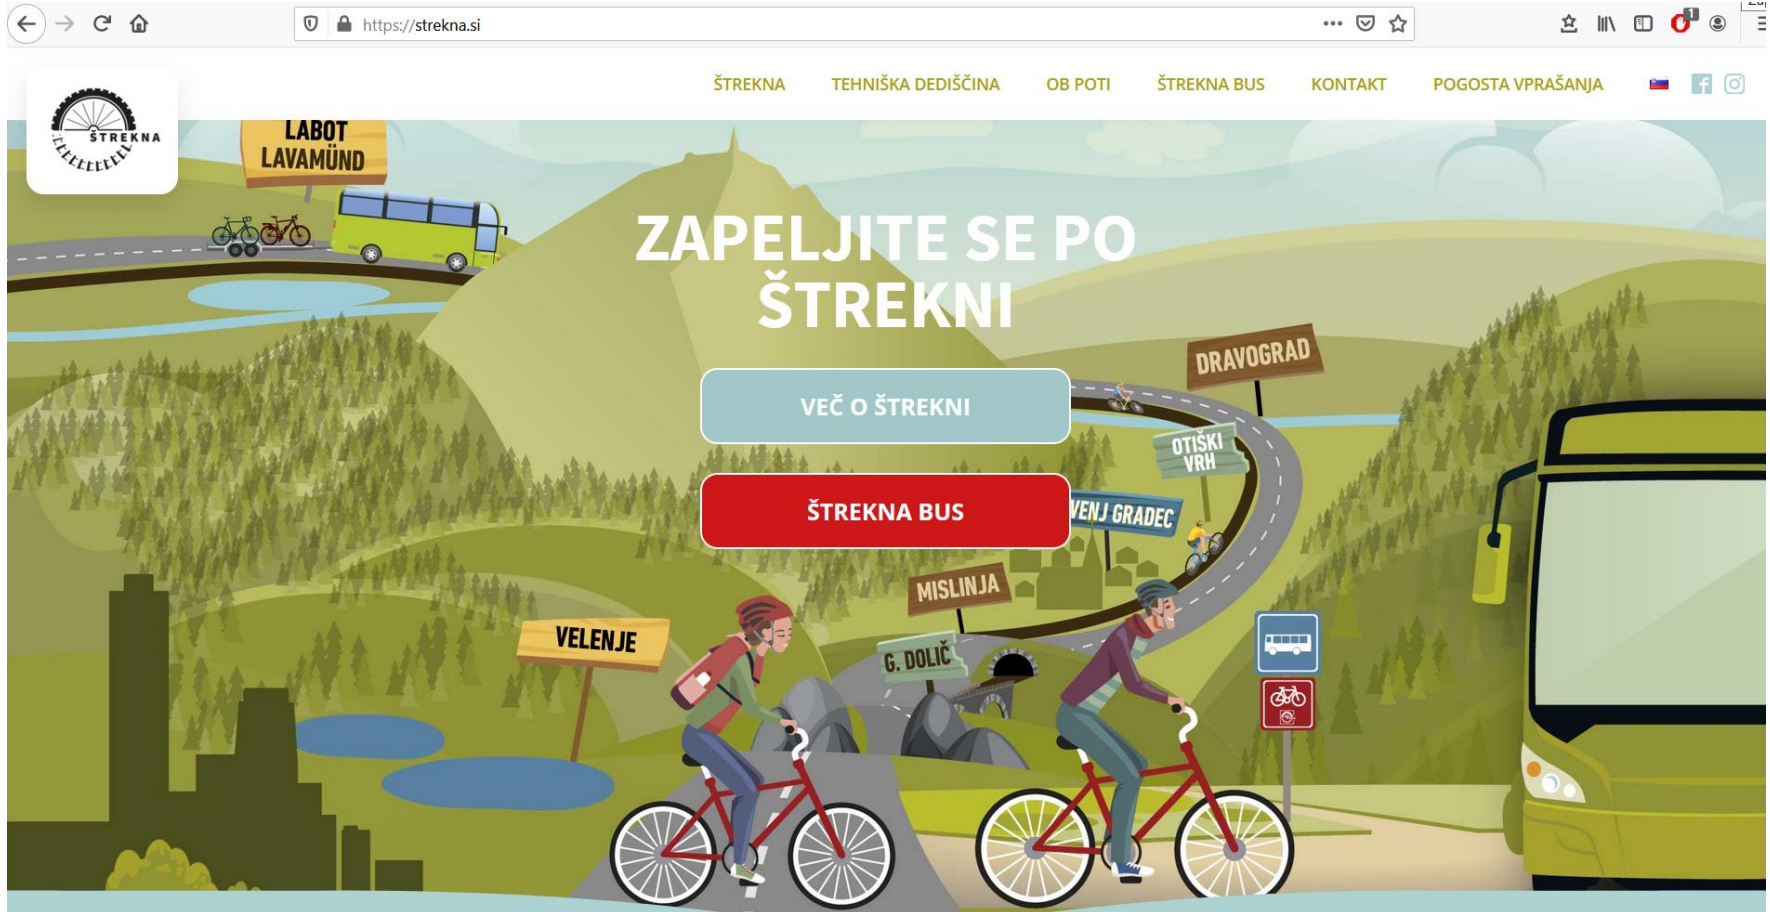 https://strekna.si
1
ŠTREKNA TEHNIŠKA DEDIŠČINA OB POTI ŠTREKNA BUS KONTAKT POGOSTA VPRAŠANJA
ŠTREKNA
LABOT
LAVAMÜND
ZAPELJITE SE PO
ŠTREKNI
DRAVOGRAD
VEČ O ŠTREKNI
OTIŠKI
VRH
ŠTREKNA BUS
VENJ GRADEC
MISLINJA
VELENJE
G. DOLIČ